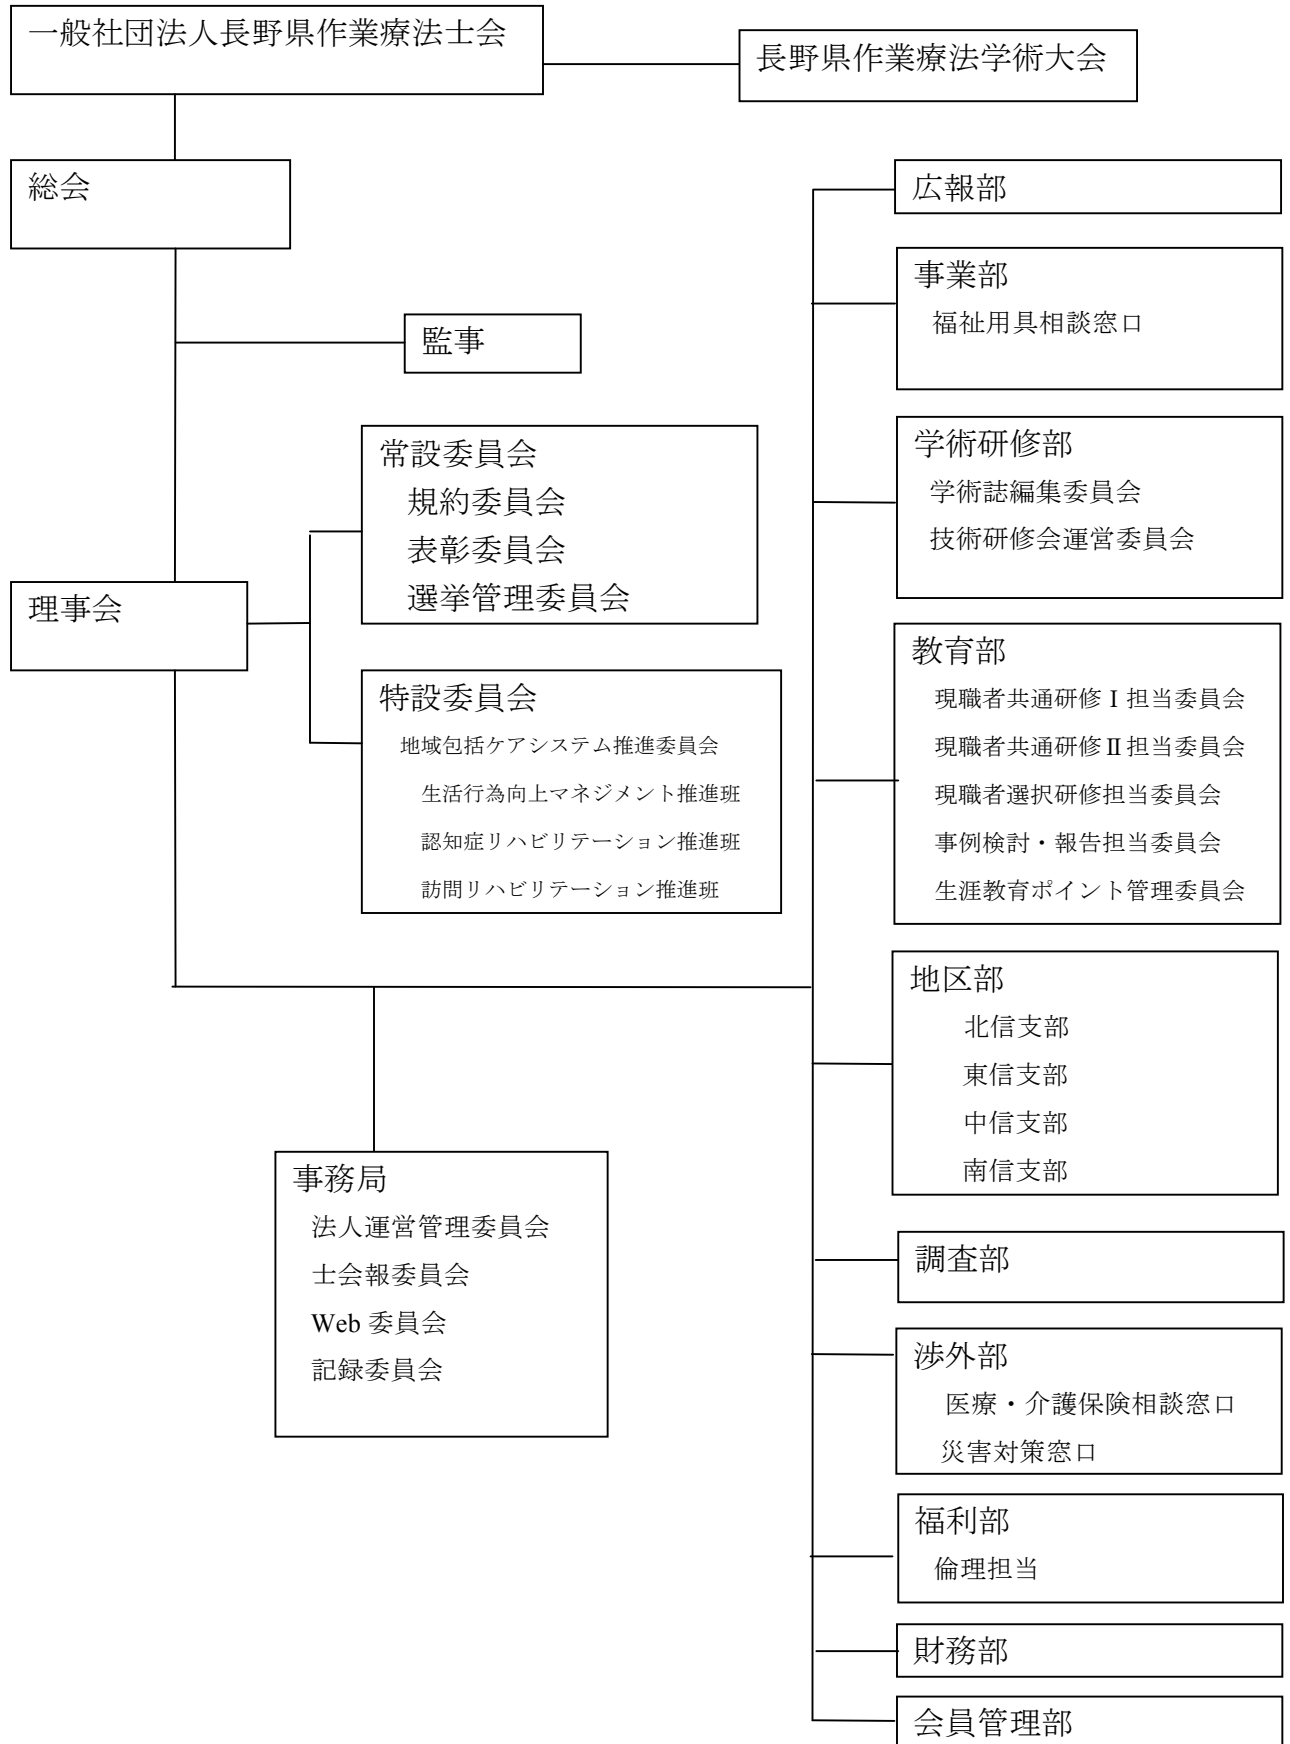 一般社団法人長野県作業療法士会
長野県作業療法学術大会
総会
監事
常設委員会
規約委員会
表彰委員会
選挙管理委員会
理事会
特設委員会
地域包括ケアシステム推進委員会
生活行為向上マネジメント推進班
認知症リハビリテーション推進班
訪問リハビリテーション推進班
事務局
法人運営管理委員会
士会報委員会
Web 委員会
記録委員会
広報部
事業部
福祉用具相談窓口
学術研修部
学術誌編集委員会
技術研修会運営委員会
教育部
現職者共通研修Ⅰ担当委員会
現職者共通研修Ⅱ担当委員会
現職者選択研修担当委員会
事例検討・報告担当委員会
生涯教育ポイント管理委員会
地区部
北信支部
東信支部
中信支部
南信支部
調査部
渉外部
医療・介護保険相談窓口
災害対策窓口
福利部
倫理担当
財務部
会員管理部